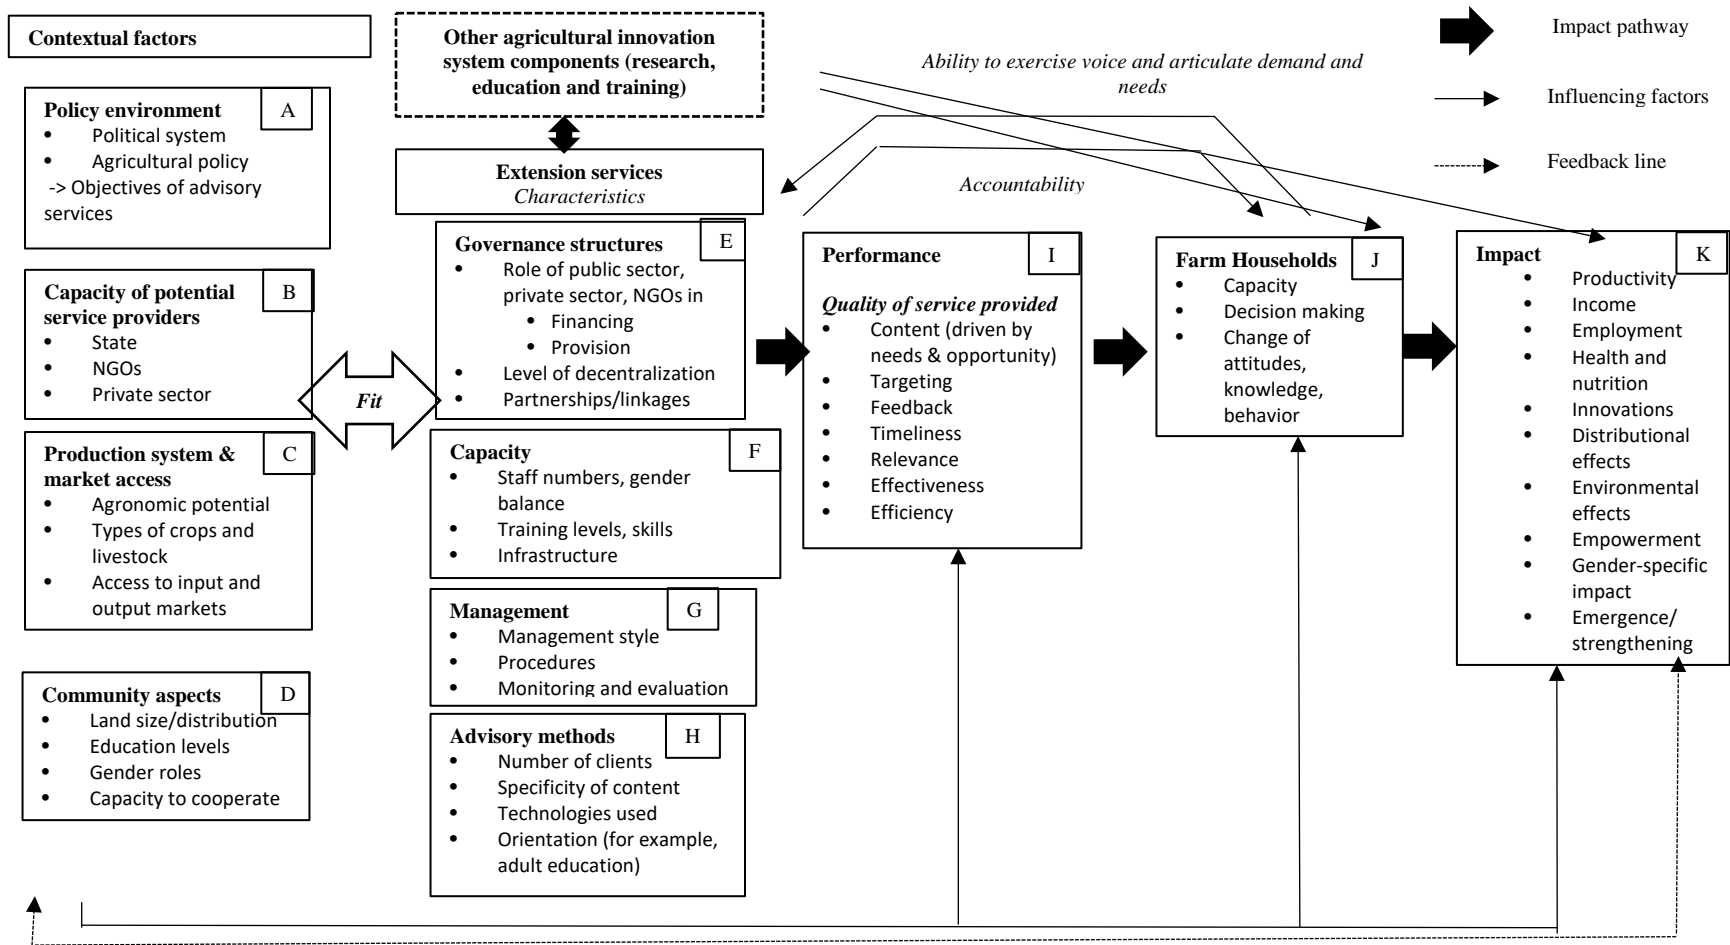 Contextual factors
Policy environment
A
• Political system
• Agricultural policy
-> Objectives of advisory
services
Capacity of potential
service providers
B
• State
• NGOs
• Private sector
Production system &
market access
C
• Agronomic potential
• Types of crops and
livestock
• Access to input and
output markets
Community aspects
D
• Land size/distribution
• Education levels
• Gender roles
• Capacity to cooperate
Fit
Other agricultural innovation
system components (research,
education and training)
Extension services
Characteristics
Governance structures
E
• Role of public sector,
private sector, NGOs in
• Financing
• Provision
• Level of decentralization
• Partnerships/linkages
Capacity
F
• Staff numbers, gender
balance
• Training levels, skills
• Infrastructure
Management
G
• Management style
• Procedures
• Monitoring and evaluation
Advisory methods
H
• Number of clients
• Specificity of content
• Technologies used
• Orientation (for example,
adult education)
Ability to exercise voice and articulate demand and
needs
Accountability
Performance
I
Quality of service provided
• Content (driven by
needs & opportunity)
• Targeting
• Feedback
• Timeliness
• Relevance
• Effectiveness
• Efficiency
Farm Households
J
• Capacity
• Decision making
• Change of
attitudes,
knowledge,
behavior
Impact
K
• Productivity
• Income
• Employment
• Health and
nutrition
• Innovations
• Distributional
effects
• Environmental
effects
• Empowerment
• Gender-specific
impact
• Emergence/
strengthening
Impact pathway
Influencing factors
Feedback line